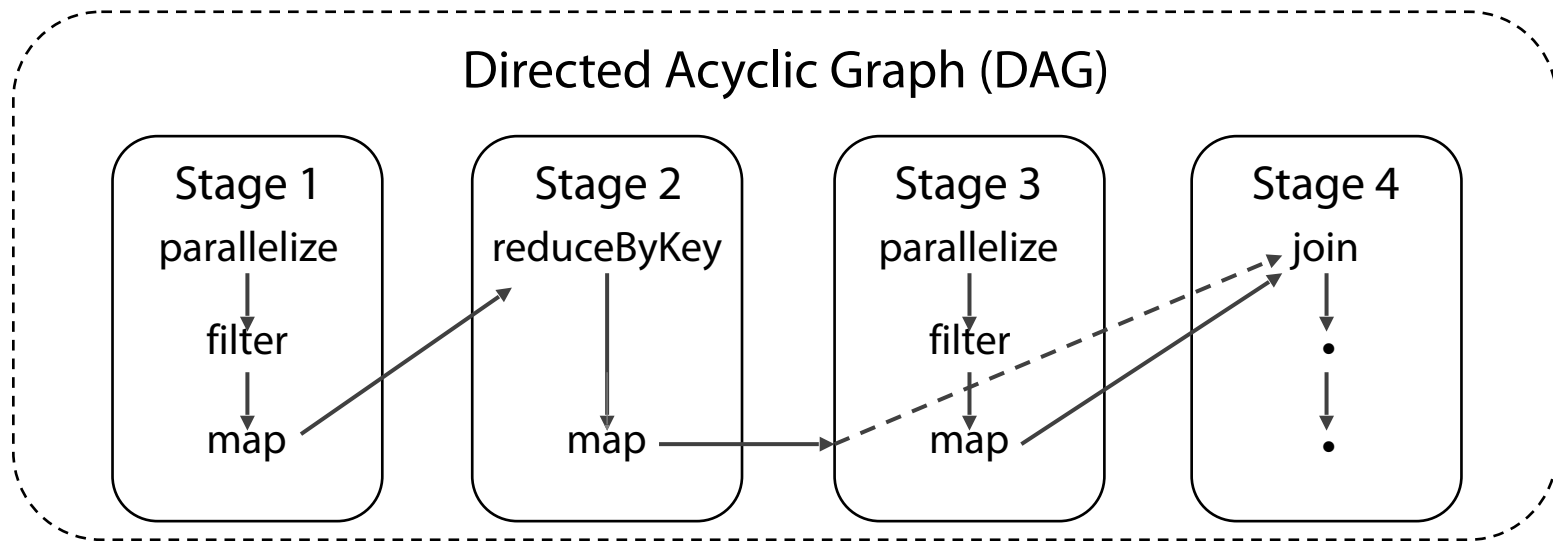 Directed Acyclic Graph (DAG)
Stage 1
parallelize
filter
map
Stage 2
reduceByKey
map
Stage 3
parallelize
filter
map
Stage 4
join